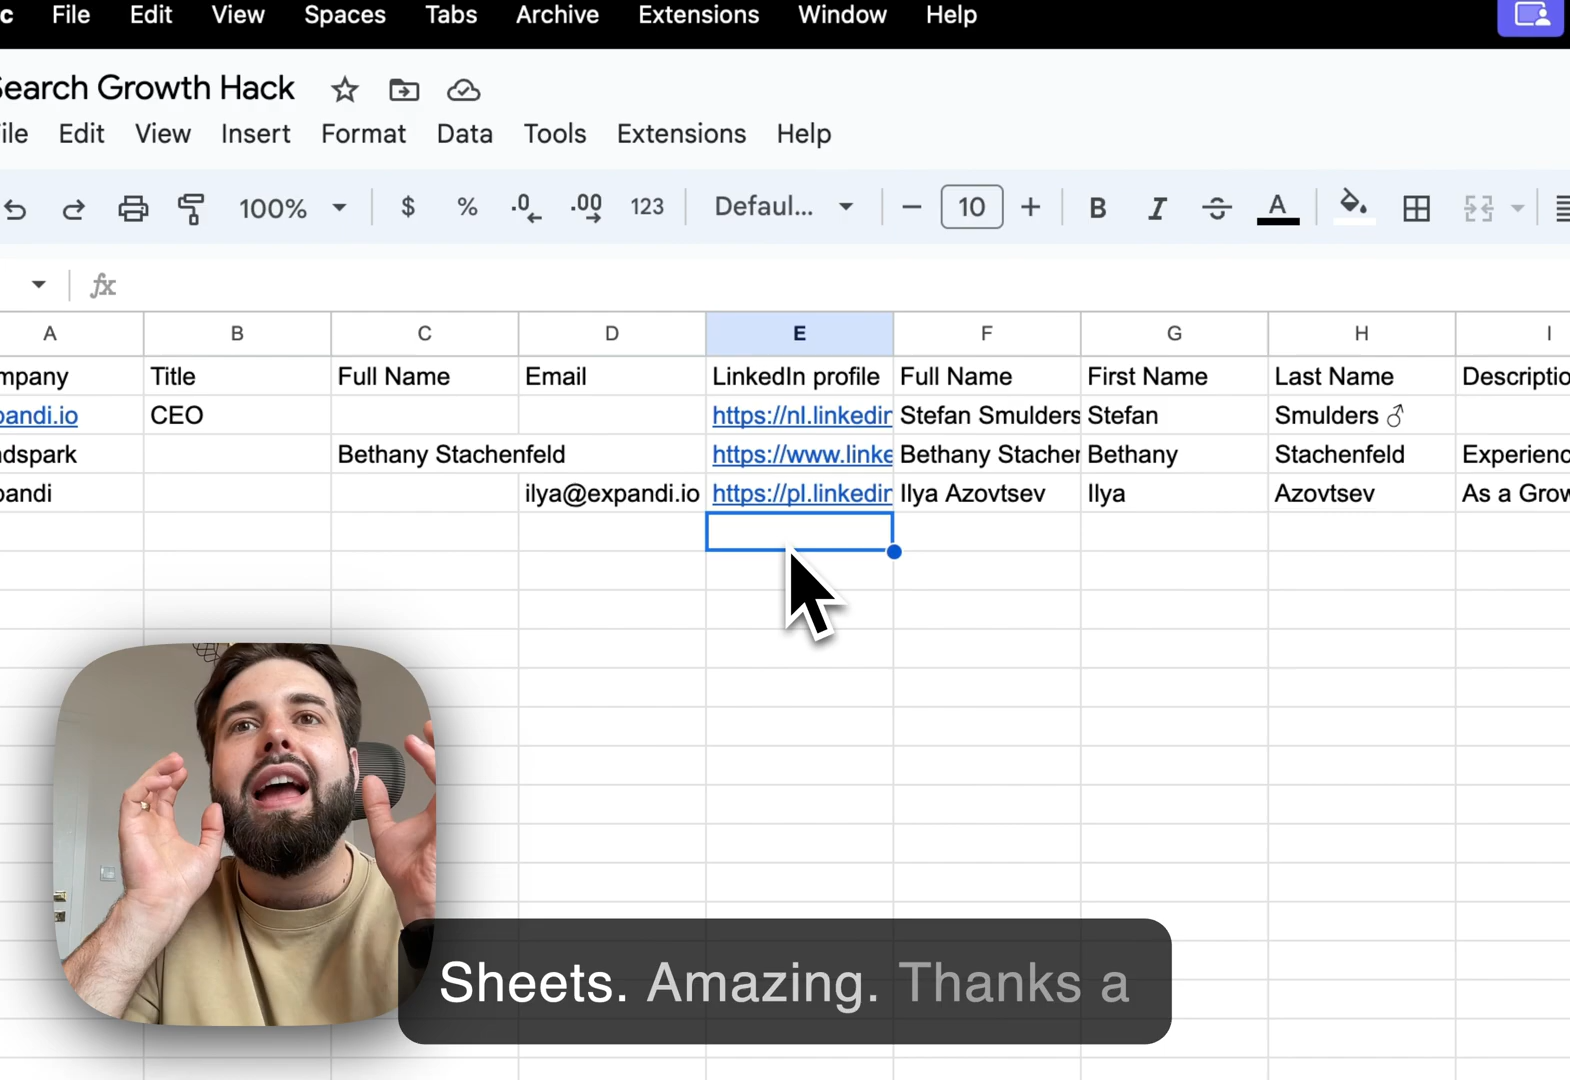 c File Edit View Spaces Tabs Archive Extensions Window Help
Search Growth Hack
ile Edit View Insert Format Data Tools Extensions Help
100% $ % .0 .00 123 Defaul... − 10 + B I S A
fx
A B C D E F G H I
mpany Title Full Name Email LinkedIn profile Full Name First Name Last Name Descriptio
pandi.io CEO https://nl.linkedin Stefan Smulders Stefan Smulders ♂
dspark Bethany Stachenfeld https://www.linke Bethany Stacher Bethany Stachenfeld Experienc
pandi ilya@expandi.io https://pl.linkedin Ilya Azovtsev Ilya Azovtsev As a Grow
Sheets. Amazing. Thanks a